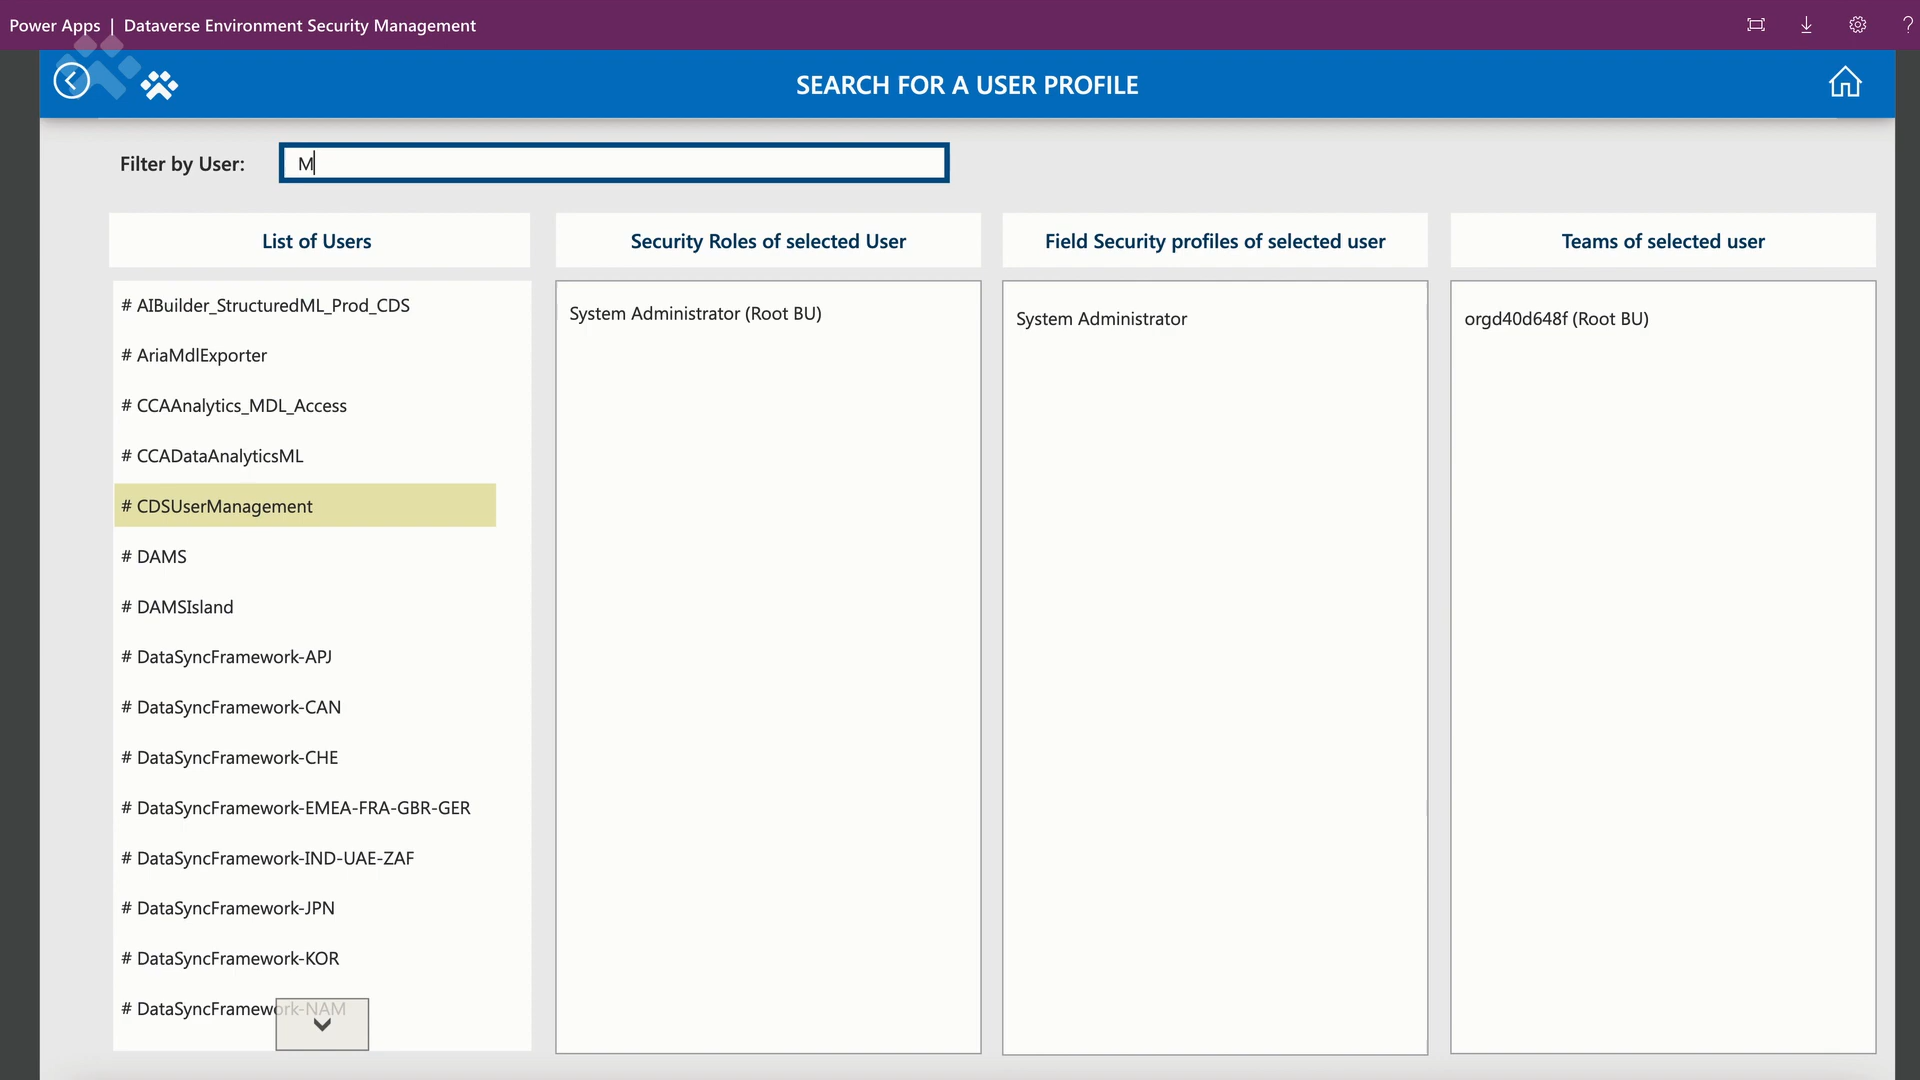 Power Apps | Dataverse Environment Security Management
?
SEARCH FOR A USER PROFILE
Filter by User:
M
List of Users
Security Roles of selected User
Field Security profiles of selected user
Teams of selected user
# AIBuilder_StructuredML_Prod_CDS
# AriaMdlExporter
# CCAAnalytics_MDL_Access
# CCADataAnalyticsML
# CDSUserManagement
# DAMS
# DAMSIsland
# DataSyncFramework-APJ
# DataSyncFramework-CAN
# DataSyncFramework-CHE
# DataSyncFramework-EMEA-FRA-GBR-GER
# DataSyncFramework-IND-UAE-ZAF
# DataSyncFramework-JPN
# DataSyncFramework-KOR
# DataSyncFramework-NAM
System Administrator (Root BU)
System Administrator
orgd40d648f (Root BU)